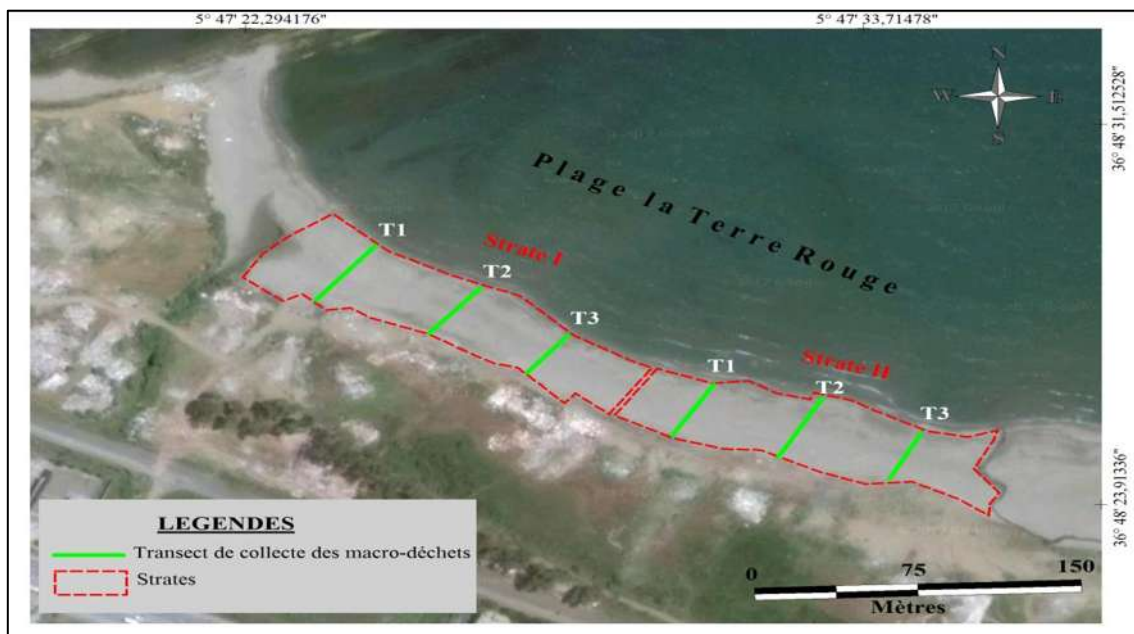 5° 47' 22,294176"
5° 47' 33,71478"
N
W
E
S
36° 48' 31,512528"
Plage la Terre Rouge
T1
Strate I
T2
T3
T1
Strate II
T2
T3
36° 48' 23,91336"
LEGENDES
Transect de collecte des macro-déchets
Strates
0
75
150
Mètres